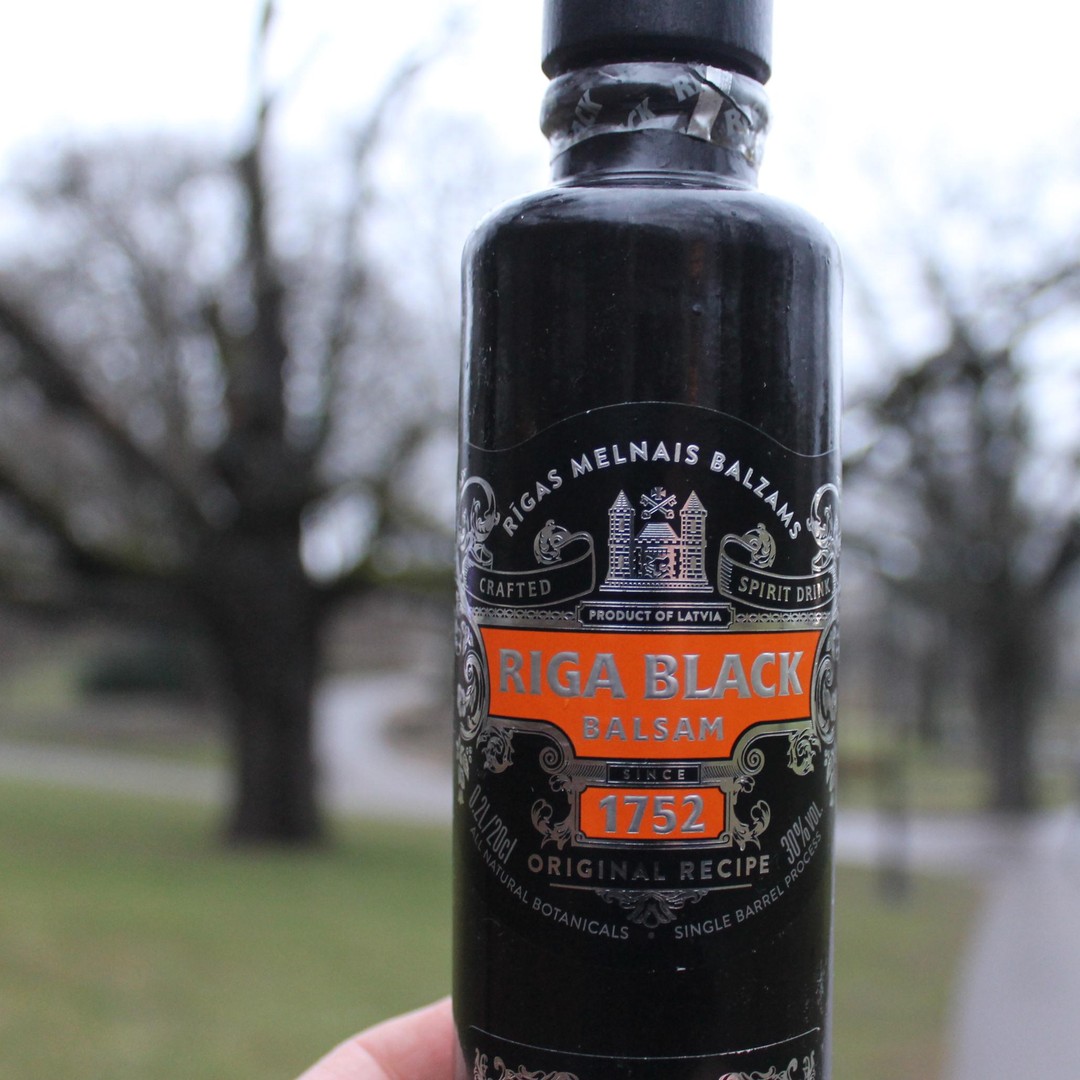 RĪGAS MELNAIS BALZAMS
CRAFTED
SPIRIT DRINK
PRODUCT OF LATVIA
RIGA BLACK
BALSAM
SINCE
1752
0,2L/20cl
30% VOL.
ORIGINAL RECIPE
ALL NATURAL BOTANICALS • SINGLE BARREL PROCESS